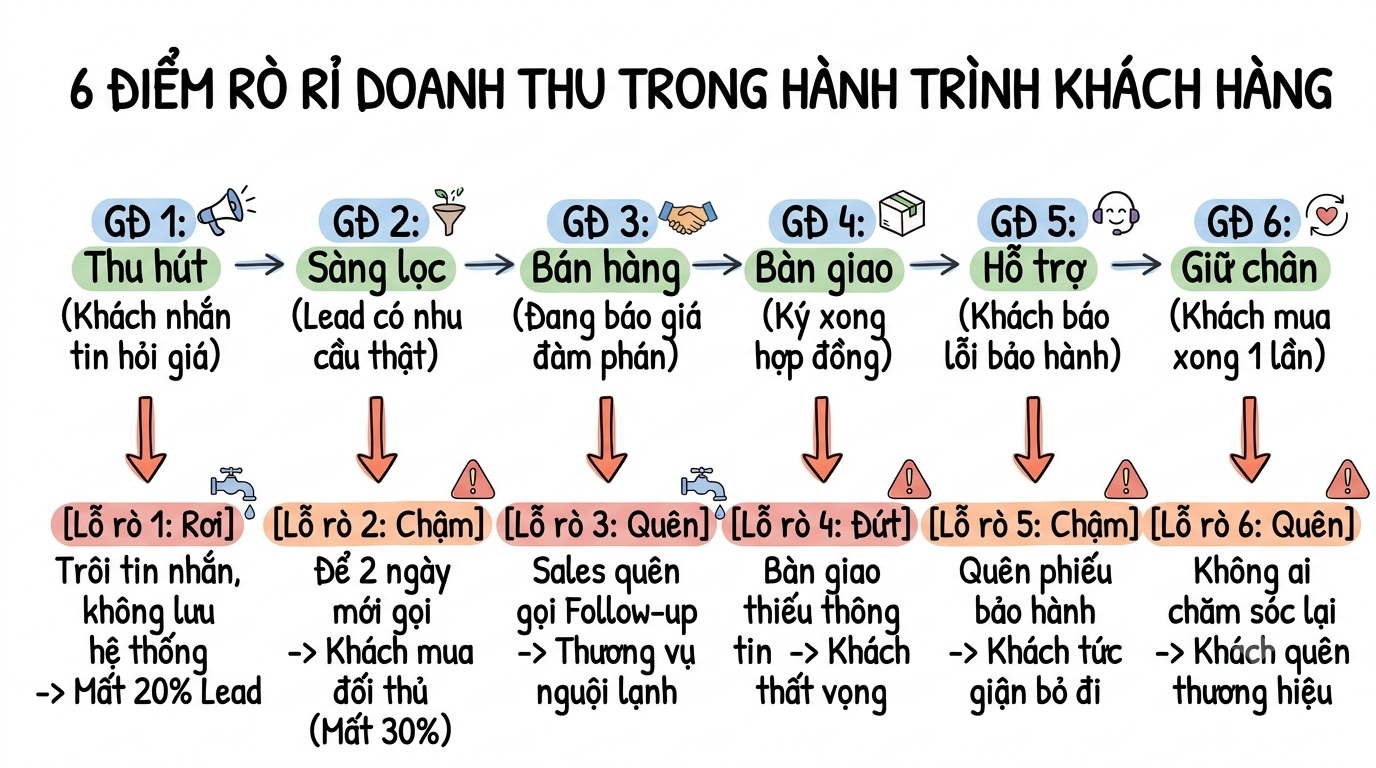 6 ĐIỂM RÒ RỈ DOANH THU TRONG HÀNH TRÌNH KHÁCH HÀNG
GĐ 1:
Thu hút
(Khách nhắn
tin hỏi giá)
GĐ 2:
Sàng lọc
(Lead có nhu
cầu thật)
GĐ 3:
Bán hàng
(Đang báo giá
đàm phán)
GĐ 4:
Bàn giao
(Ký xong
hợp đồng)
GĐ 5:
Hỗ trợ
(Khách báo
lỗi bảo hành)
GĐ 6:
Giữ chân
(Khách mua
xong 1 lần)
[Lỗ rò 1: Rơi]
Trôi tin nhắn,
không lưu
hệ thống
-> Mất 20% Lead
[Lỗ rò 2: Chậm]
Để 2 ngày
mới gọi
-> Khách mua
đối thủ
(Mất 30%)
[Lỗ rò 3: Quên]
Sales quên
gọi Follow-up
-> Thương vụ
nguội lạnh
[Lỗ rò 4: Đứt]
Bàn giao
thiếu thông
tin -> Khách
thất vọng
[Lỗ rò 5: Chậm]
Quên phiếu
bảo hành
-> Khách tức
giận bỏ đi
[Lỗ rò 6: Quên]
Không ai
chăm sóc lại
-> Khách quên
thương hiệu